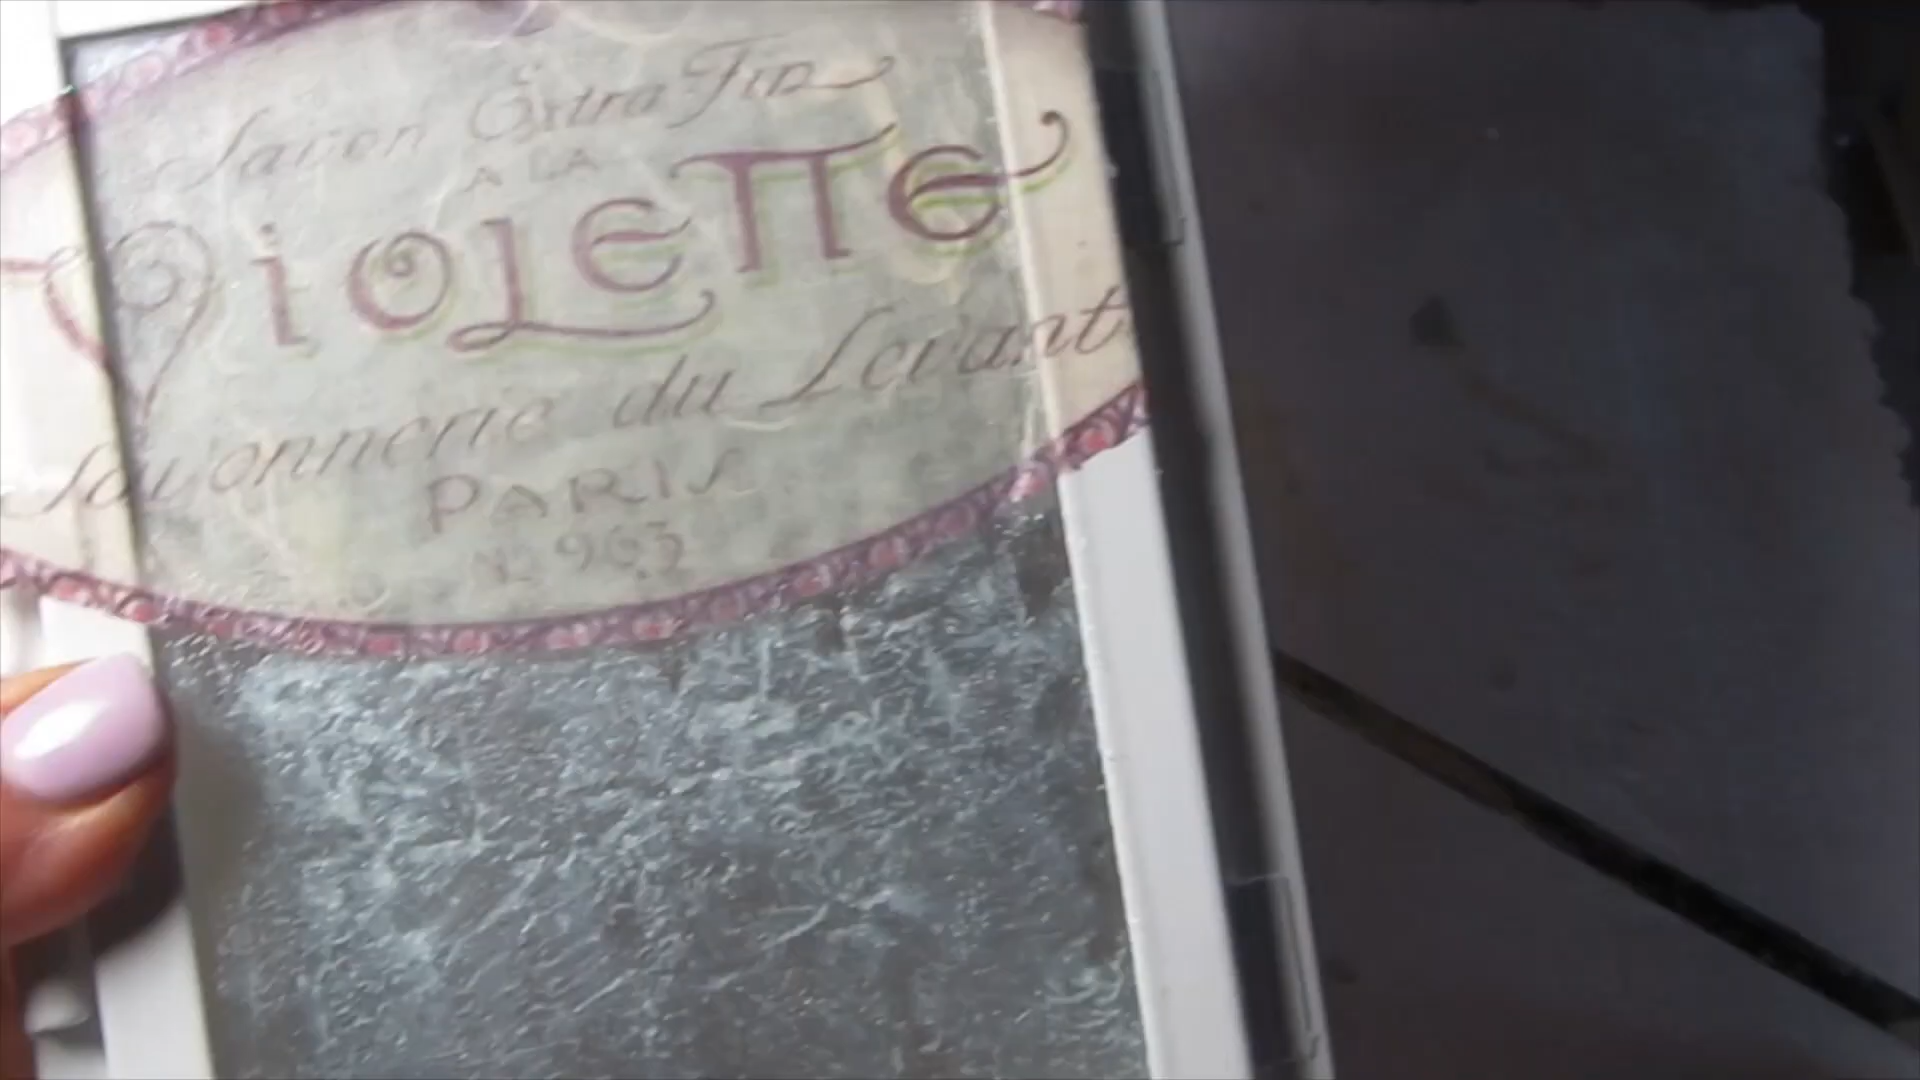 Savon Extra Fin
A LA
VIOLETTE
Savonnerie du Levant
PARIS
No 963